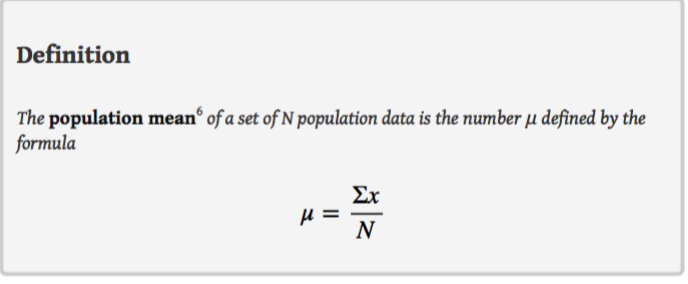 Definition
The population mean⁶ of a set of N population data is the number μ defined by the
formula
μ = Σx / N